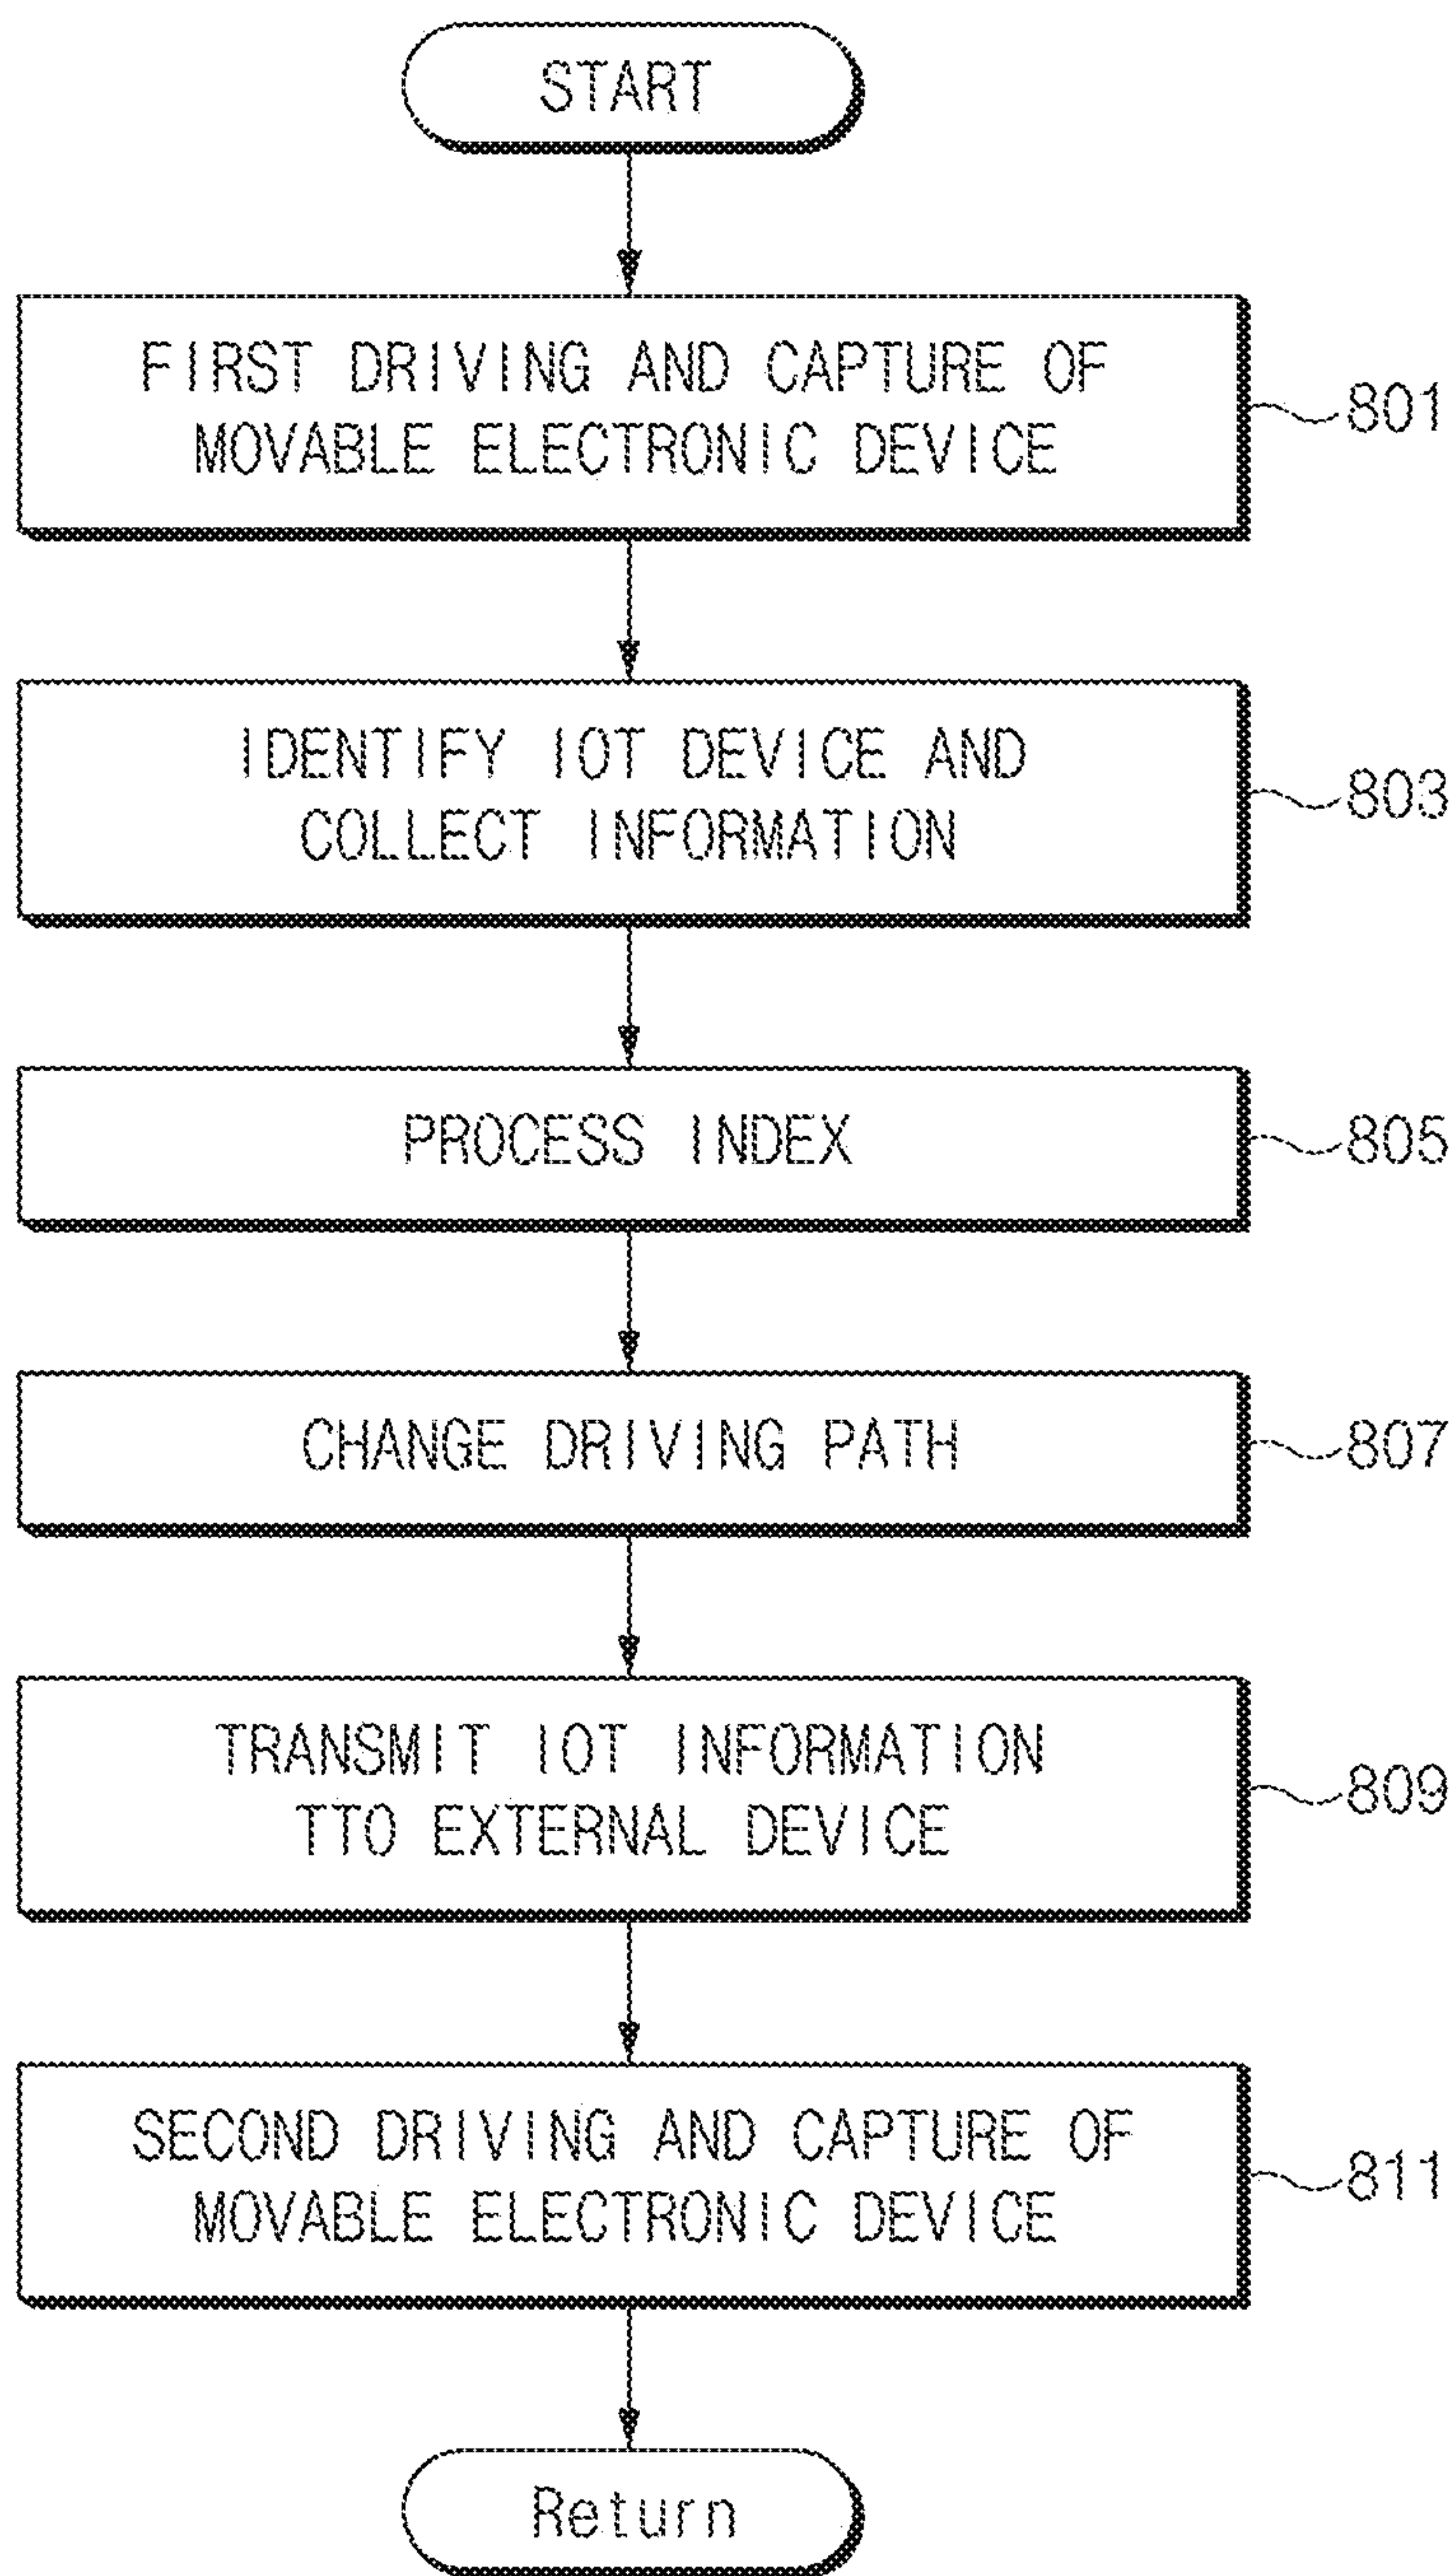 START
FIRST DRIVING AND CAPTURE OF
MOVABLE ELECTRONIC DEVICE
801
IDENTIFY IOT DEVICE AND
COLLECT INFORMATION
803
PROCESS INDEX
805
CHANGE DRIVING PATH
807
TRANSMIT IOT INFORMATION
TTO EXTERNAL DEVICE
809
SECOND DRIVING AND CAPTURE OF
MOVABLE ELECTRONIC DEVICE
811
Return